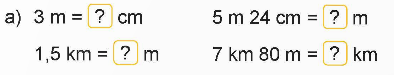 a) 3 m = ? cm 5 m 24 cm = ? m
1,5 km = ? m 7 km 80 m = ? km